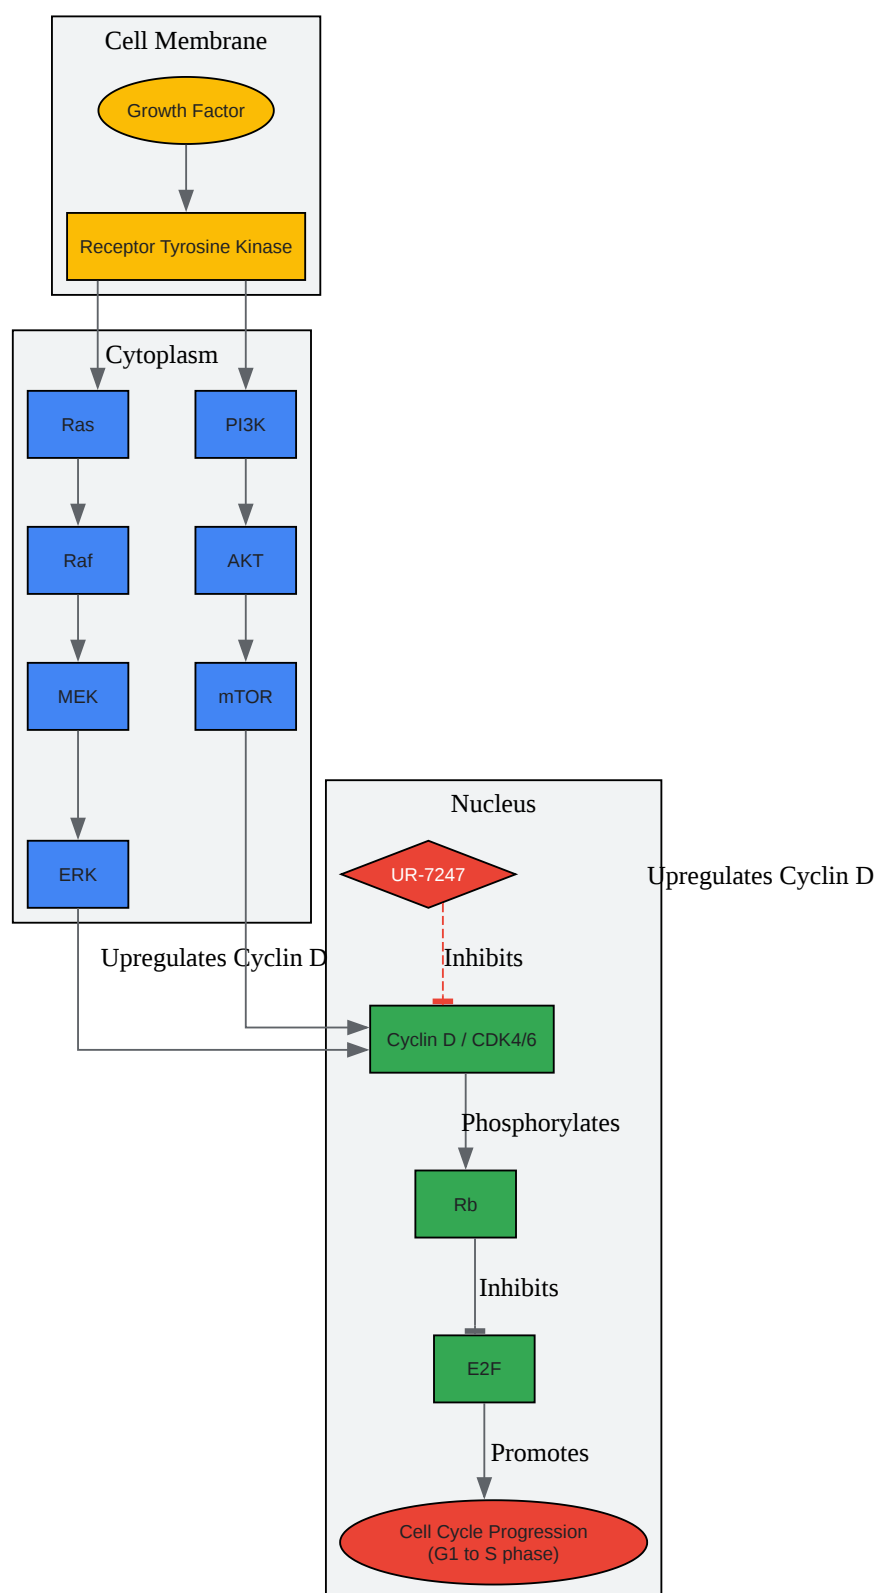 Cell Membrane
Growth Factor
Receptor Tyrosine Kinase
Cytoplasm
Ras
PI3K
Raf
AKT
MEK
mTOR
Nucleus
ERK
UR-7247
Upregulates Cyclin D
Upregulates Cyclin D
Inhibits
Cyclin D / CDK4/6
Phosphorylates
Rb
Inhibits
E2F
Promotes
Cell Cycle Progression
(G1 to S phase)